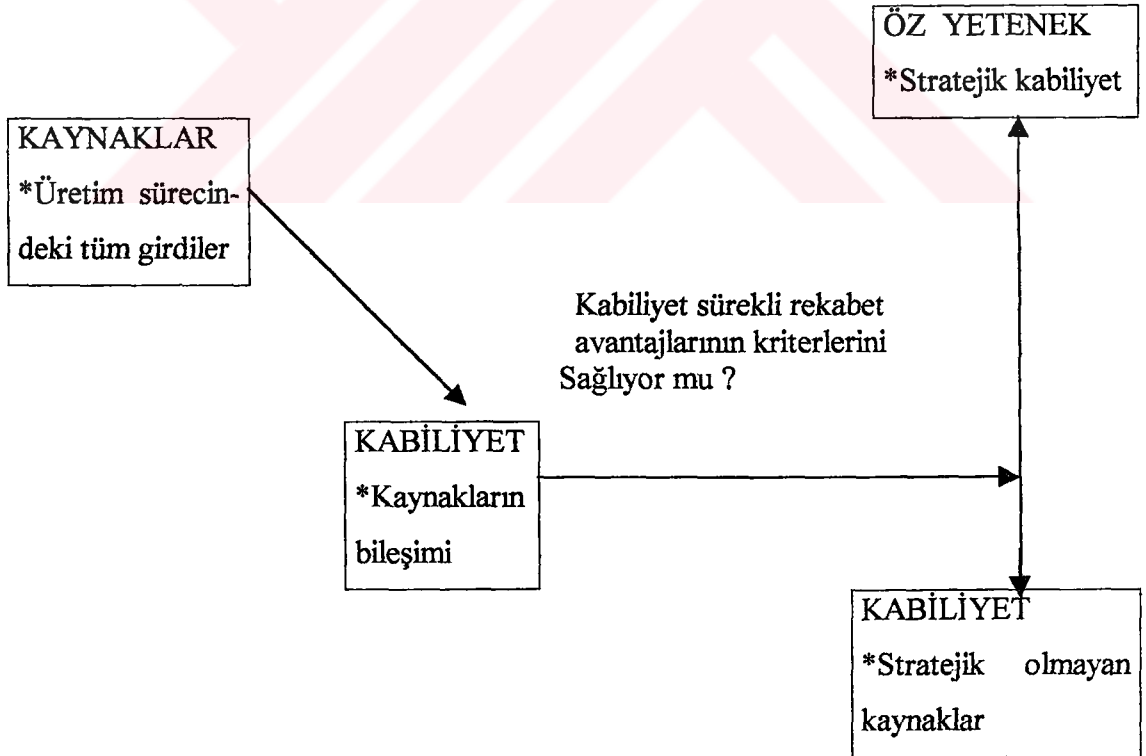 ÖZ YETENEK
*Stratejik kabiliyet
KAYNAKLAR
*Üretim sürecin-
deki tüm girdiler
Kabiliyet sürekli rekabet
avantajlarının kriterlerini
Sağlıyor mu ?
KABİLİYET
*Kaynakların
bileşimi
KABİLİYET
*Stratejik olmayan
kaynaklar